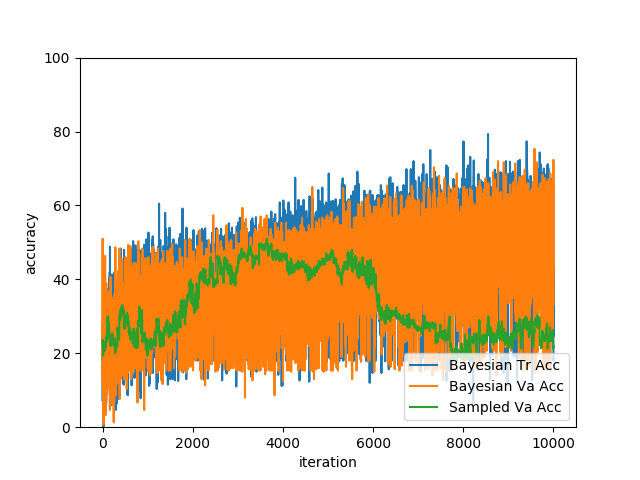 100
80
60
40
20
0
accuracy
0 2000 4000 6000 8000 10000
iteration
Bayesian Tr Acc
Bayesian Va Acc
Sampled Va Acc